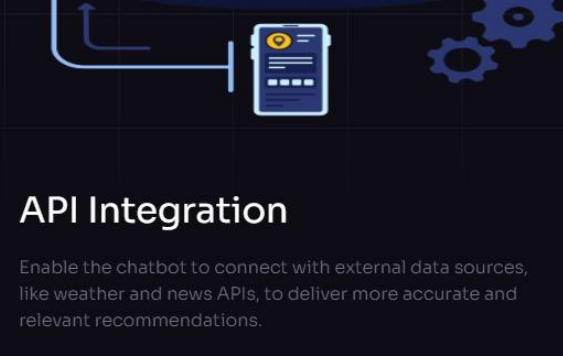 API Integration
Enable the chatbot to connect with external data sources,
like weather and news APIs, to deliver more accurate and
relevant recommendations.